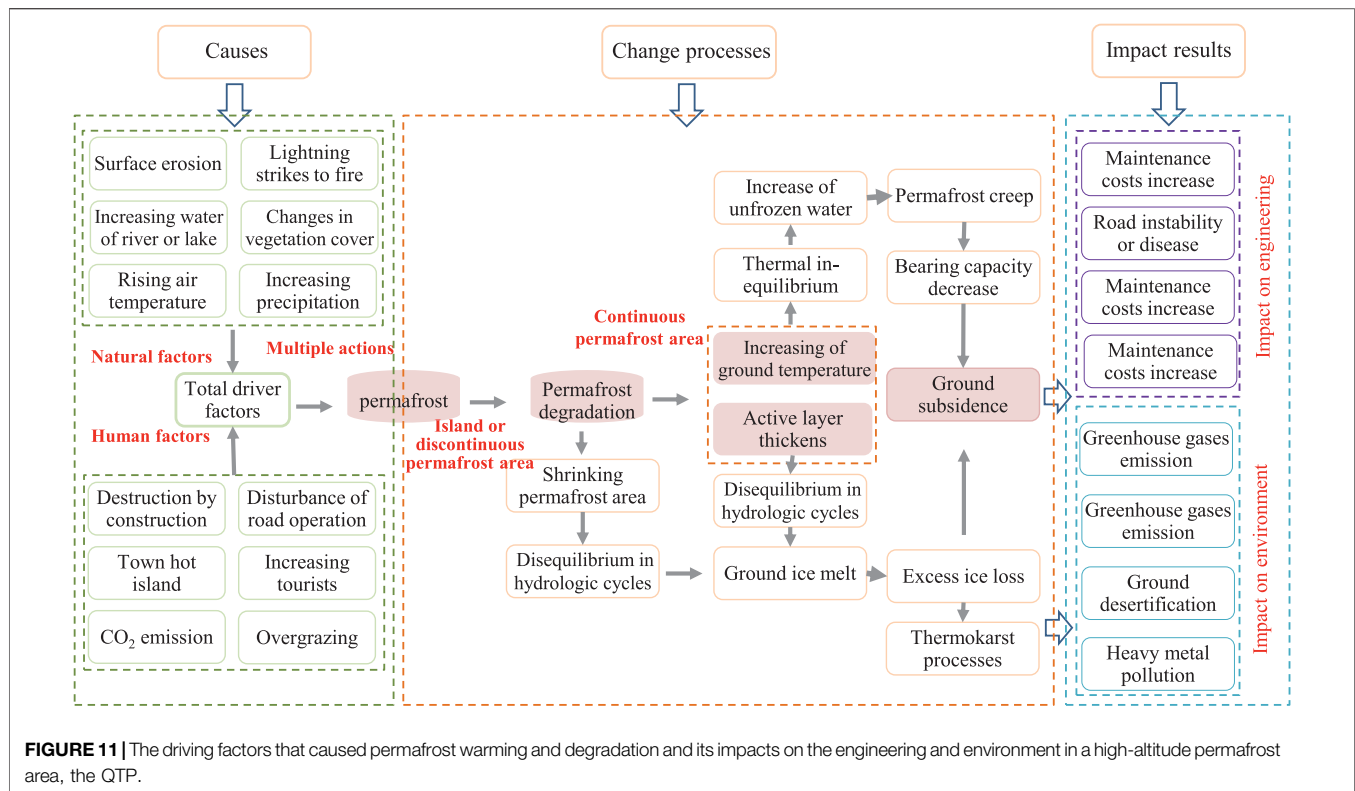 Causes
Change processes
Impact results
Surface erosion
Lightning
strikes to fire
Increasing water
of river or lake
Changes in
vegetation cover
Rising air
temperature
Increasing
precipitation
Natural factors
Multiple actions
Total driver
factors
Human factors
Destruction by
construction
Disturbance of
road operation
Town hot
island
Increasing
tourists
CO₂ emission
Overgrazing
permafrost
Island or
discontinuous
permafrost area
Permafrost
degradation
Shrinking
permafrost area
Disequilibrium in
hydrologic cycles
Continuous
permafrost area
Increase of
unfrozen water
Thermal in-
equilibrium
Increasing of
ground temperature
Active layer
thickens
Disequilibrium in
hydrologic cycles
Ground ice melt
Permafrost creep
Bearing capacity
decrease
Ground
subsidence
Excess ice loss
Thermokarst
processes
Maintenance
costs increase
Road instability
or disease
Maintenance
costs increase
Maintenance
costs increase
Impact on engineering
Greenhouse gases
emission
Greenhouse gases
emission
Ground
desertification
Heavy metal
pollution
Impact on environment
FIGURE 11 | The driving factors that caused permafrost warming and degradation and its impacts on the engineering and environment in a high-altitude permafrost
area, the QTP.